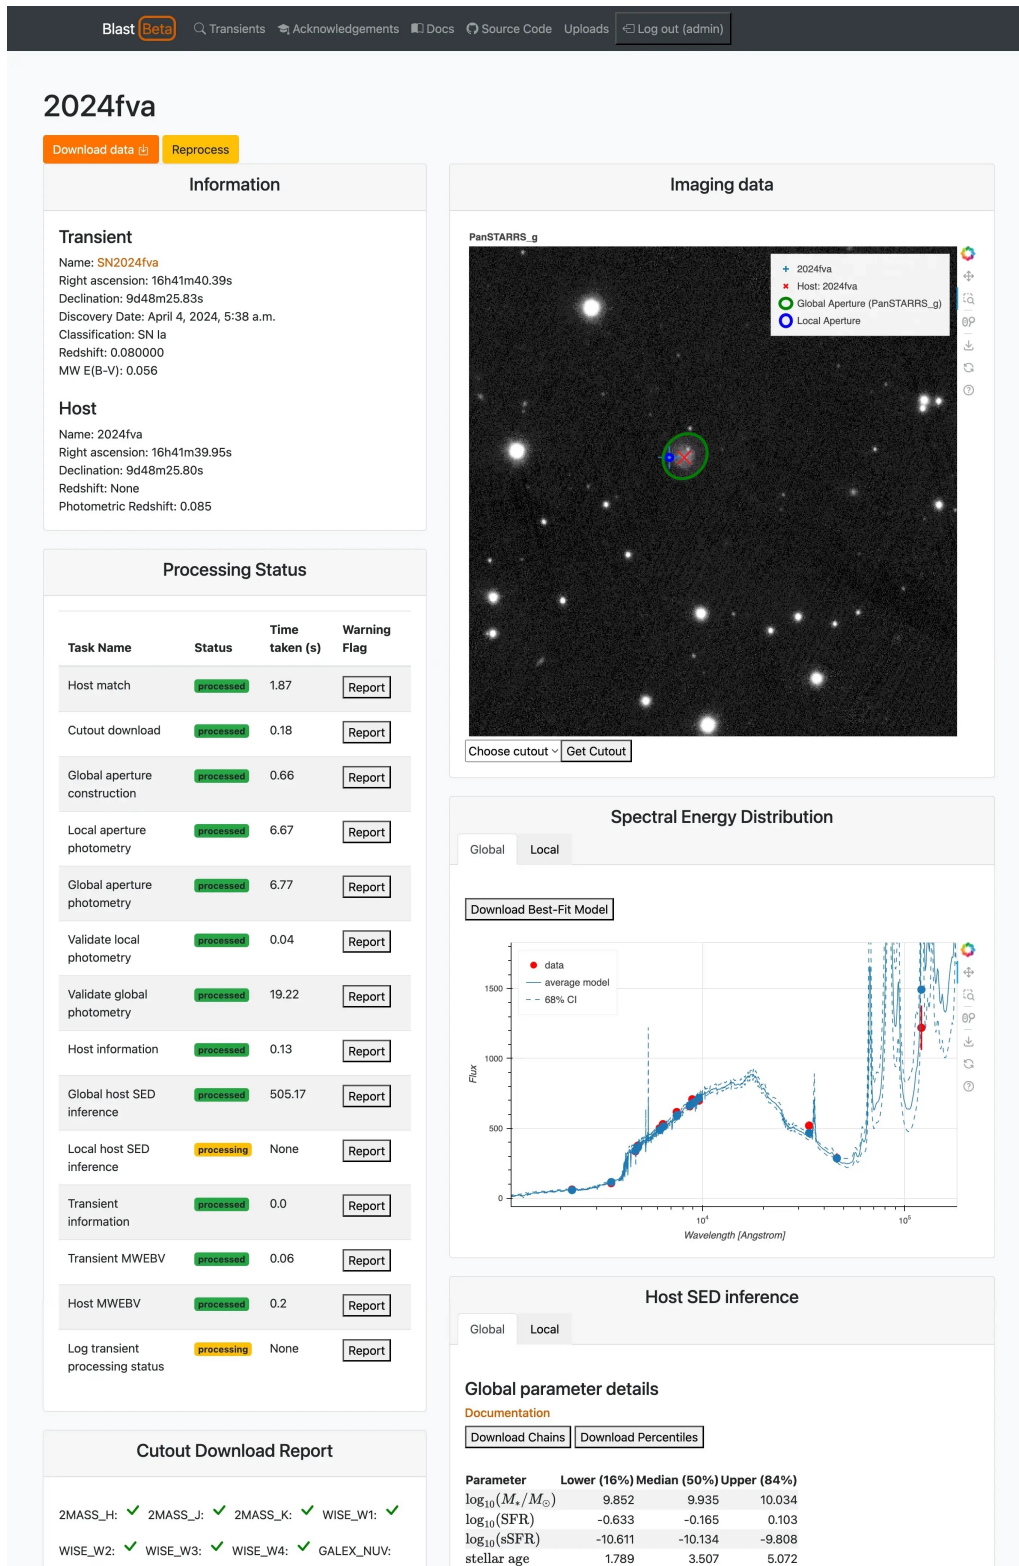 Blast Beta Transients Acknowledgements Docs Source Code Uploads Log out (admin)
2024fva
Download data Reprocess
Information
Transient
Name: SN2024fva
Right ascension: 16h41m40.39s
Declination: 9d48m25.83s
Discovery Date: April 4, 2024, 5:38 a.m.
Classification: SN Ia
Redshift: 0.080000
MW E(B-V): 0.056
Host
Name: 2024fva
Right ascension: 16h41m39.95s
Declination: 9d48m25.80s
Redshift: None
Photometric Redshift: 0.085
Processing Status
Task Name Status Time taken (s) Warning Flag
Host match processed 1.87 Report
Cutout download processed 0.18 Report
Global aperture construction processed 0.66 Report
Local aperture photometry processed 6.67 Report
Global aperture photometry processed 6.77 Report
Validate local photometry processed 0.04 Report
Validate global photometry processed 19.22 Report
Host information processed 0.13 Report
Global host SED inference processed 505.17 Report
Local host SED inference processing None Report
Transient information processed 0.0 Report
Transient MWEBV processed 0.06 Report
Host MWEBV processed 0.2 Report
Log transient processing status processing None Report
Cutout Download Report
2MASS_H: ✓ 2MASS_J: ✓ 2MASS_K: ✓ WISE_W1: ✓
WISE_W2: ✓ WISE_W3: ✓ WISE_W4: ✓ GALEX_NUV:
Imaging data
PanSTARRS_g
2024fva
Host: 2024fva
Global Aperture (PanSTARRS_g)
Local Aperture
Choose cutout Get Cutout
Spectral Energy Distribution
Global Local
Download Best-Fit Model
data
average model
68% CI
1500
1000
500
0
Flux
10⁴ 10⁵
Wavelength [Angstrom]
Host SED inference
Global Local
Global parameter details
Documentation
Download Chains Download Percentiles
Parameter Lower (16%) Median (50%) Upper (84%)
log₁₀(M*/M⊙) 9.852 9.935 10.034
log₁₀(SFR) -0.633 -0.165 0.103
log₁₀(sSFR) -10.611 -10.134 -9.808
stellar age 1.789 3.507 5.072